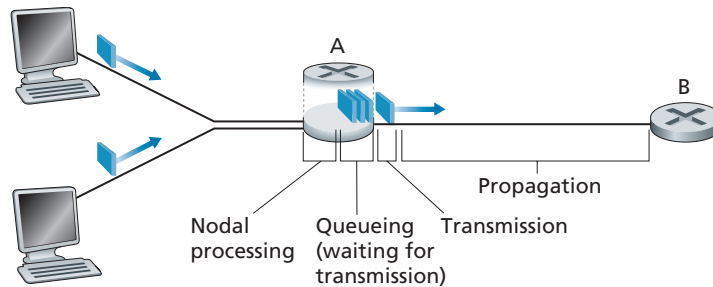 A
B
Propagation
Nodal
processing
Queueing
(waiting for
transmission)
Transmission